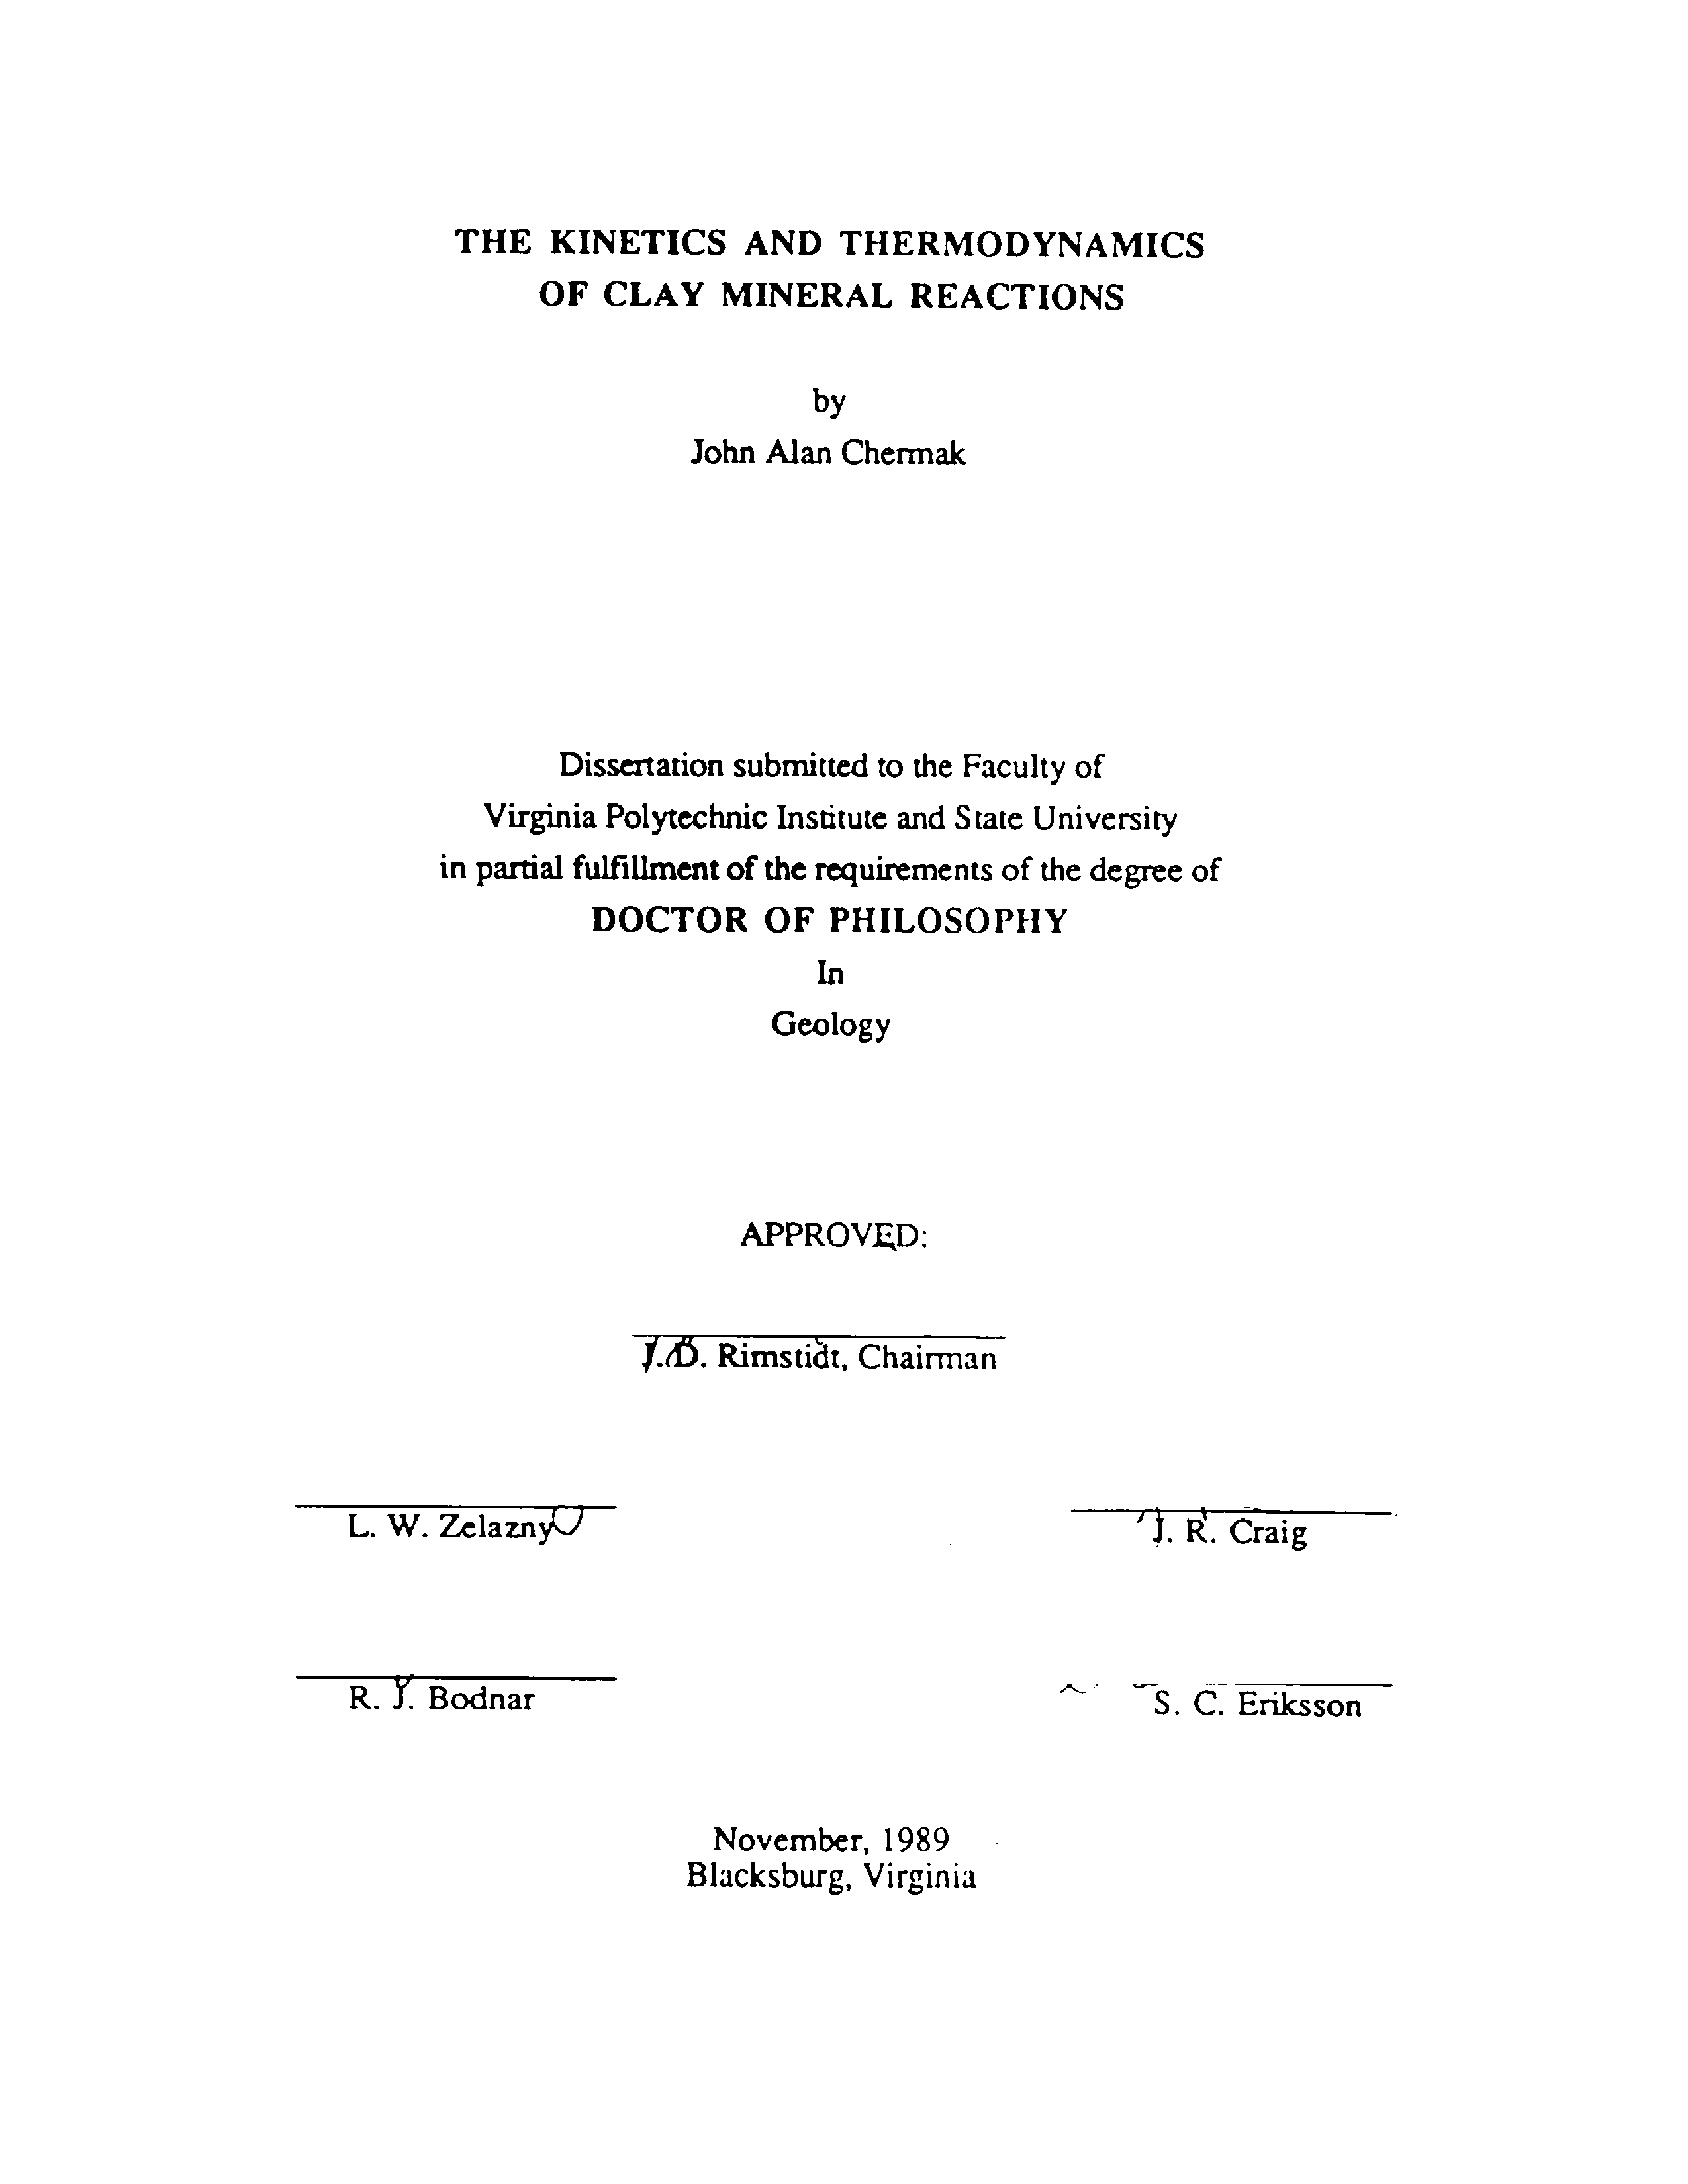 THE KINETICS AND THERMODYNAMICS
OF CLAY MINERAL REACTIONS
by
John Alan Chermak
Dissertation submitted to the Faculty of
Virginia Polytechnic Institute and State University
in partial fulfillment of the requirements of the degree of
DOCTOR OF PHILOSOPHY
In
Geology
APPROVED:
J.D. Rimstidt, Chairman
L. W. Zelazny
J. R. Craig
R. J. Bodnar
S. C. Eriksson
November, 1989
Blacksburg, Virginia